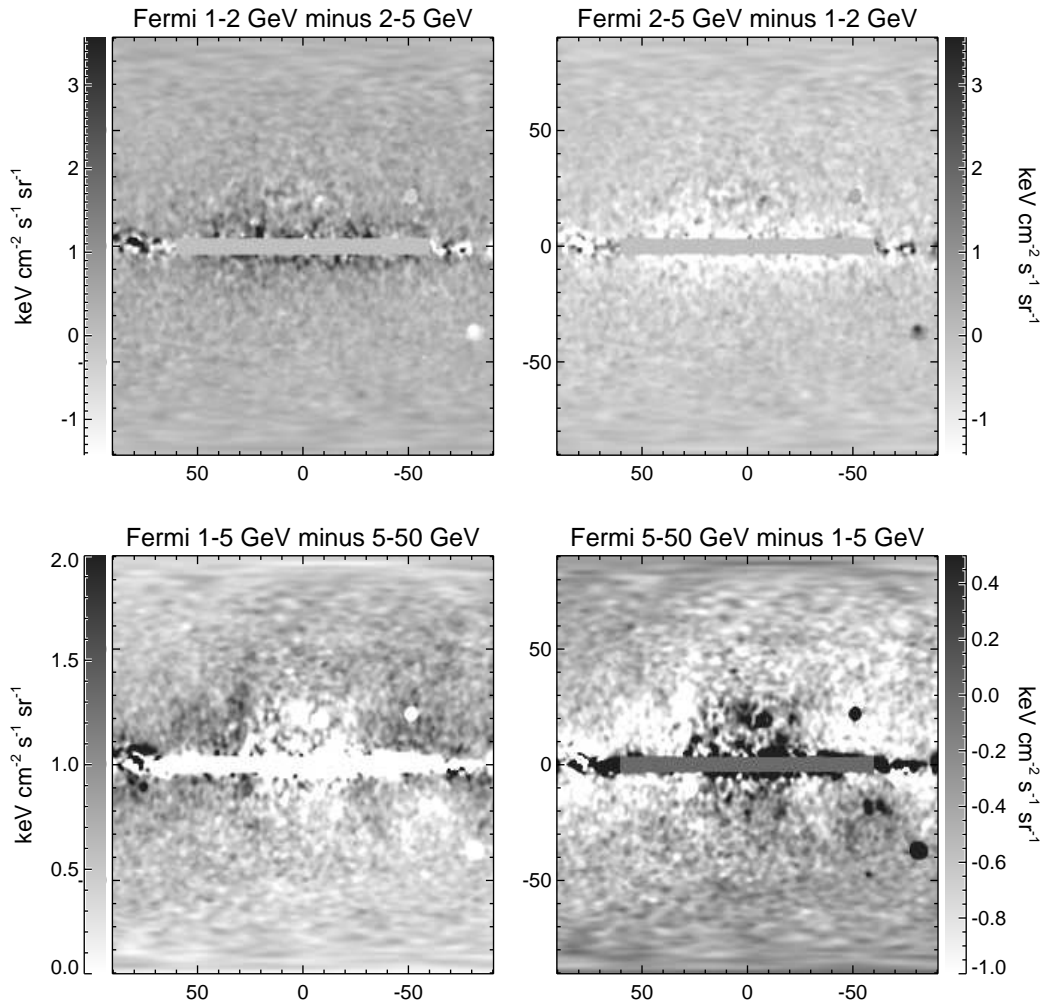 Fermi 1-2 GeV minus 2-5 GeV
3
2
1
0
-1
keV cm-2 s-1 sr-1
50 0 -50
Fermi 2-5 GeV minus 1-2 GeV
50
0
-50
3
2
1
0
-1
keV cm-2 s-1 sr-1
50 0 -50
Fermi 1-5 GeV minus 5-50 GeV
2.0
1.5
1.0
0.5
0.0
keV cm-2 s-1 sr-1
50 0 -50
Fermi 5-50 GeV minus 1-5 GeV
50
0
-50
0.4
0.2
0.0
-0.2
-0.4
-0.6
-0.8
-1.0
keV cm-2 s-1 sr-1
50 0 -50